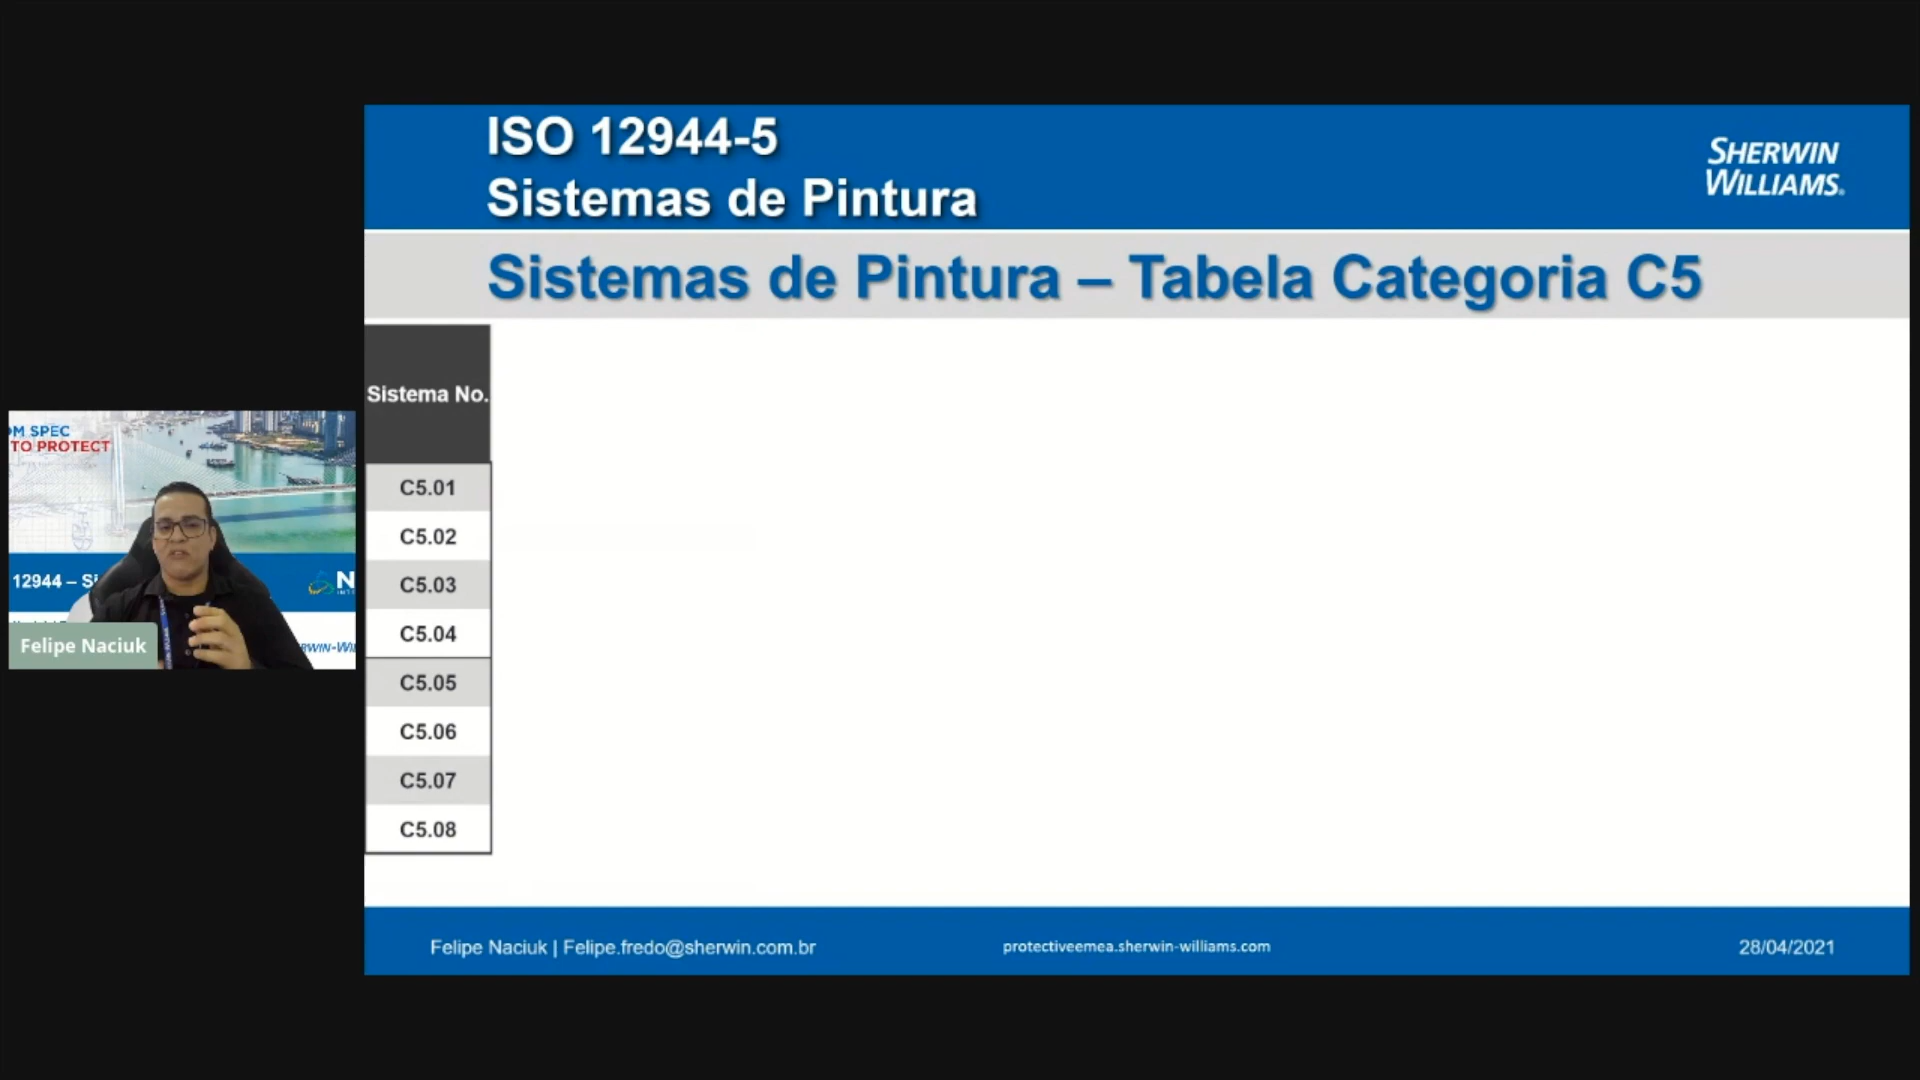 ISO 12944-5
Sistemas de Pintura
SHERWIN
WILLIAMS.
Sistemas de Pintura – Tabela Categoria C5
Sistema No.
C5.01
C5.02
C5.03
C5.04
C5.05
C5.06
C5.07
C5.08
OM SPEC
TO PROTECT
12944 – Si
N
Felipe Naciuk
Felipe Naciuk | Felipe.fredo@sherwin.com.br
protectiveemea.sherwin-williams.com
28/04/2021